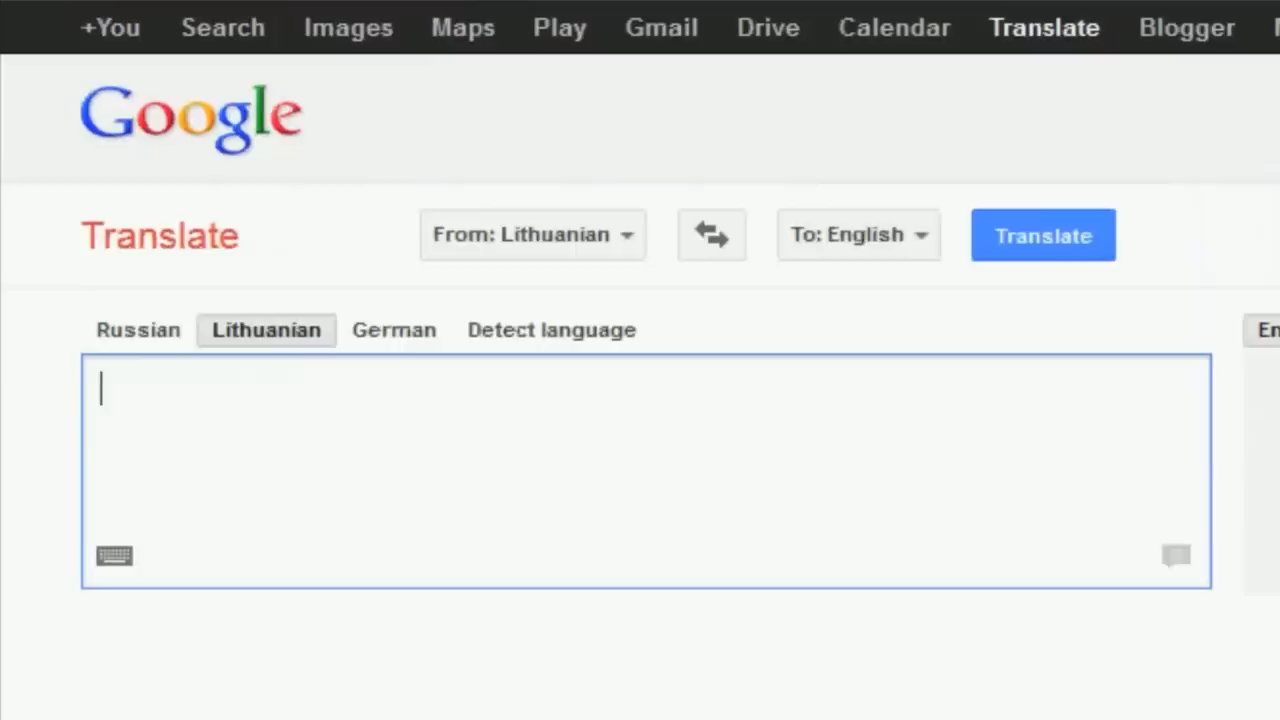 +You Search Images Maps Play Gmail Drive Calendar Translate Blogger
Google
Translate From: Lithuanian To: English Translate
Russian Lithuanian German Detect language En